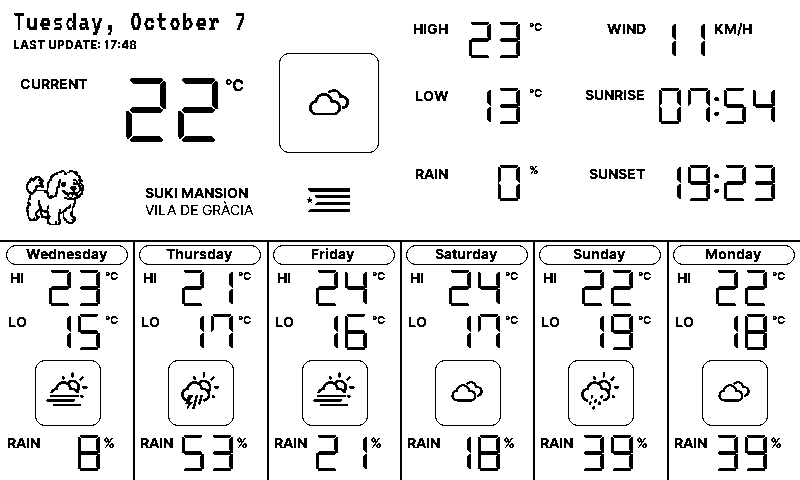 Tuesday, October 7
LAST UPDATE: 17:48
CURRENT 22 °C
SUKI MANSION
VILA DE GRÀCIA
HIGH 23 °C
LOW 13 °C
RAIN 0 %
WIND 11 KM/H
SUNRISE 07:54
SUNSET 19:23
Wednesday
HI 23 °C
LO 15 °C
RAIN 8 %
Thursday
HI 21 °C
LO 17 °C
RAIN 53 %
Friday
HI 24 °C
LO 16 °C
RAIN 21 %
Saturday
HI 24 °C
LO 17 °C
RAIN 18 %
Sunday
HI 22 °C
LO 19 °C
RAIN 39 %
Monday
HI 22 °C
LO 18 °C
RAIN 39 %